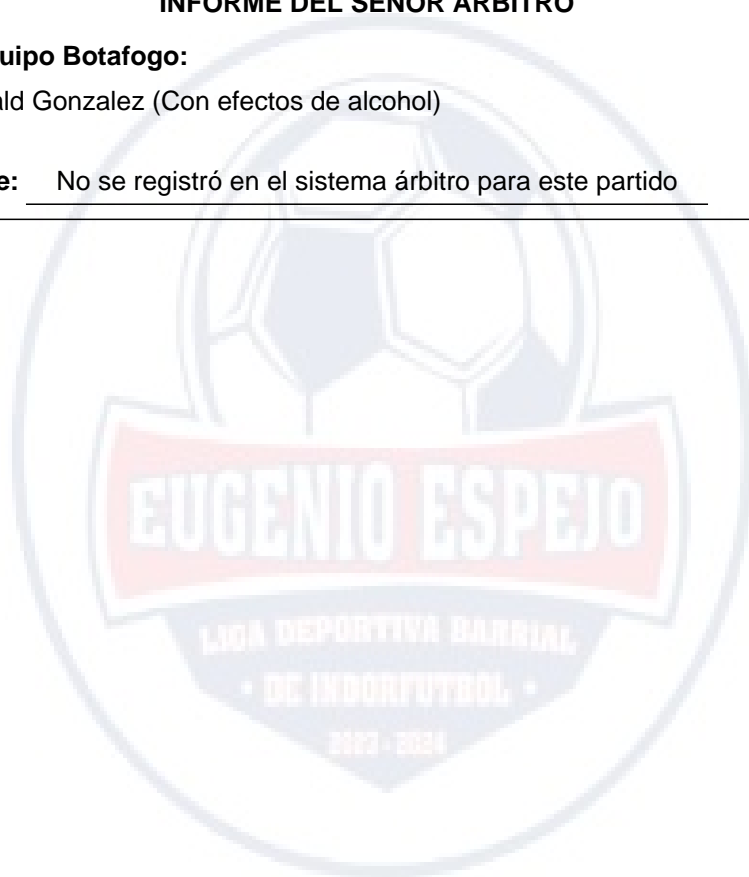 INFORME DEL SEÑOR ÁRBITRO
uipo Botafogo:
ald Gonzalez (Con efectos de alcohol)
e: No se registró en el sistema árbitro para este partido
EUGENIO ESPEJO
LIGA DEPORTIVA BARRIAL
• DE INDORFUTBOL •
2023 - 2024